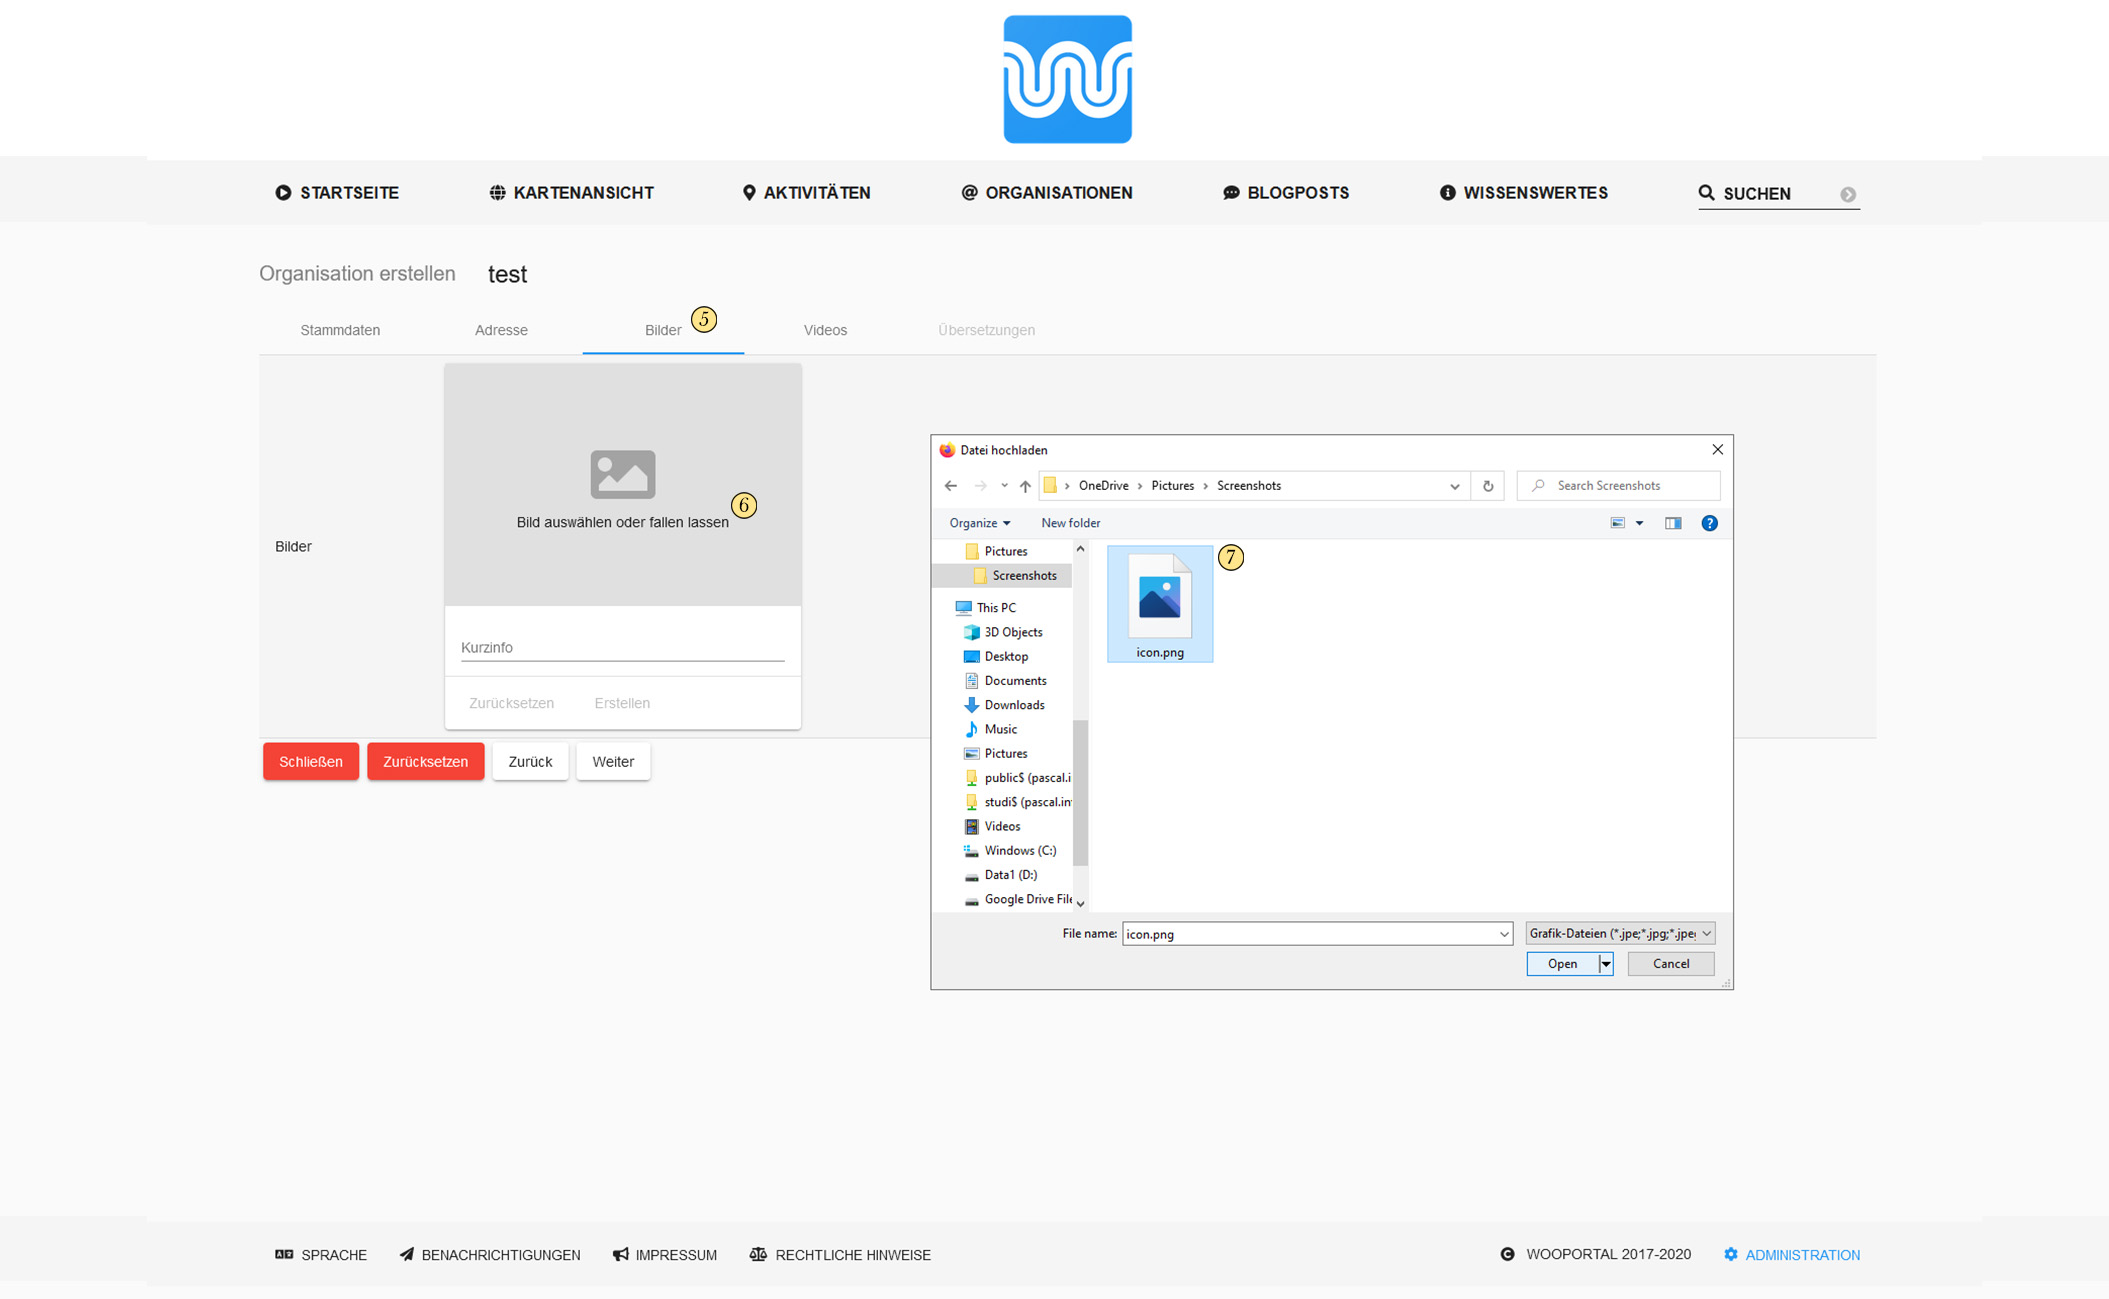 STARTSEITE
KARTENANSICHT
AKTIVITÄTEN
ORGANISATIONEN
BLOGPOSTS
WISSENSWERTES
SUCHEN
Organisation erstellen test
Stammdaten
Adresse
Bilder 5
Videos
Übersetzungen
Bild auswählen oder fallen lassen 6
Bilder
Kurzinfo
Zurücksetzen Erstellen
Schließen Zurücksetzen Zurück Weiter
Datei hochladen
OneDrive › Pictures › Screenshots
Search Screenshots
Organize New folder
Pictures
Screenshots
This PC
3D Objects
Desktop
Documents
Downloads
Music
Pictures
public$ (pascal.i
studi$ (pascal.in
Videos
Windows (C:)
Data1 (D:)
Google Drive File
7
icon.png
File name: icon.png
Grafik-Dateien (*.jpe;*.jpg;*.jpe
Open Cancel
SPRACHE
BENACHRICHTIGUNGEN
IMPRESSUM
RECHTLICHE HINWEISE
WOOPORTAL 2017-2020
ADMINISTRATION